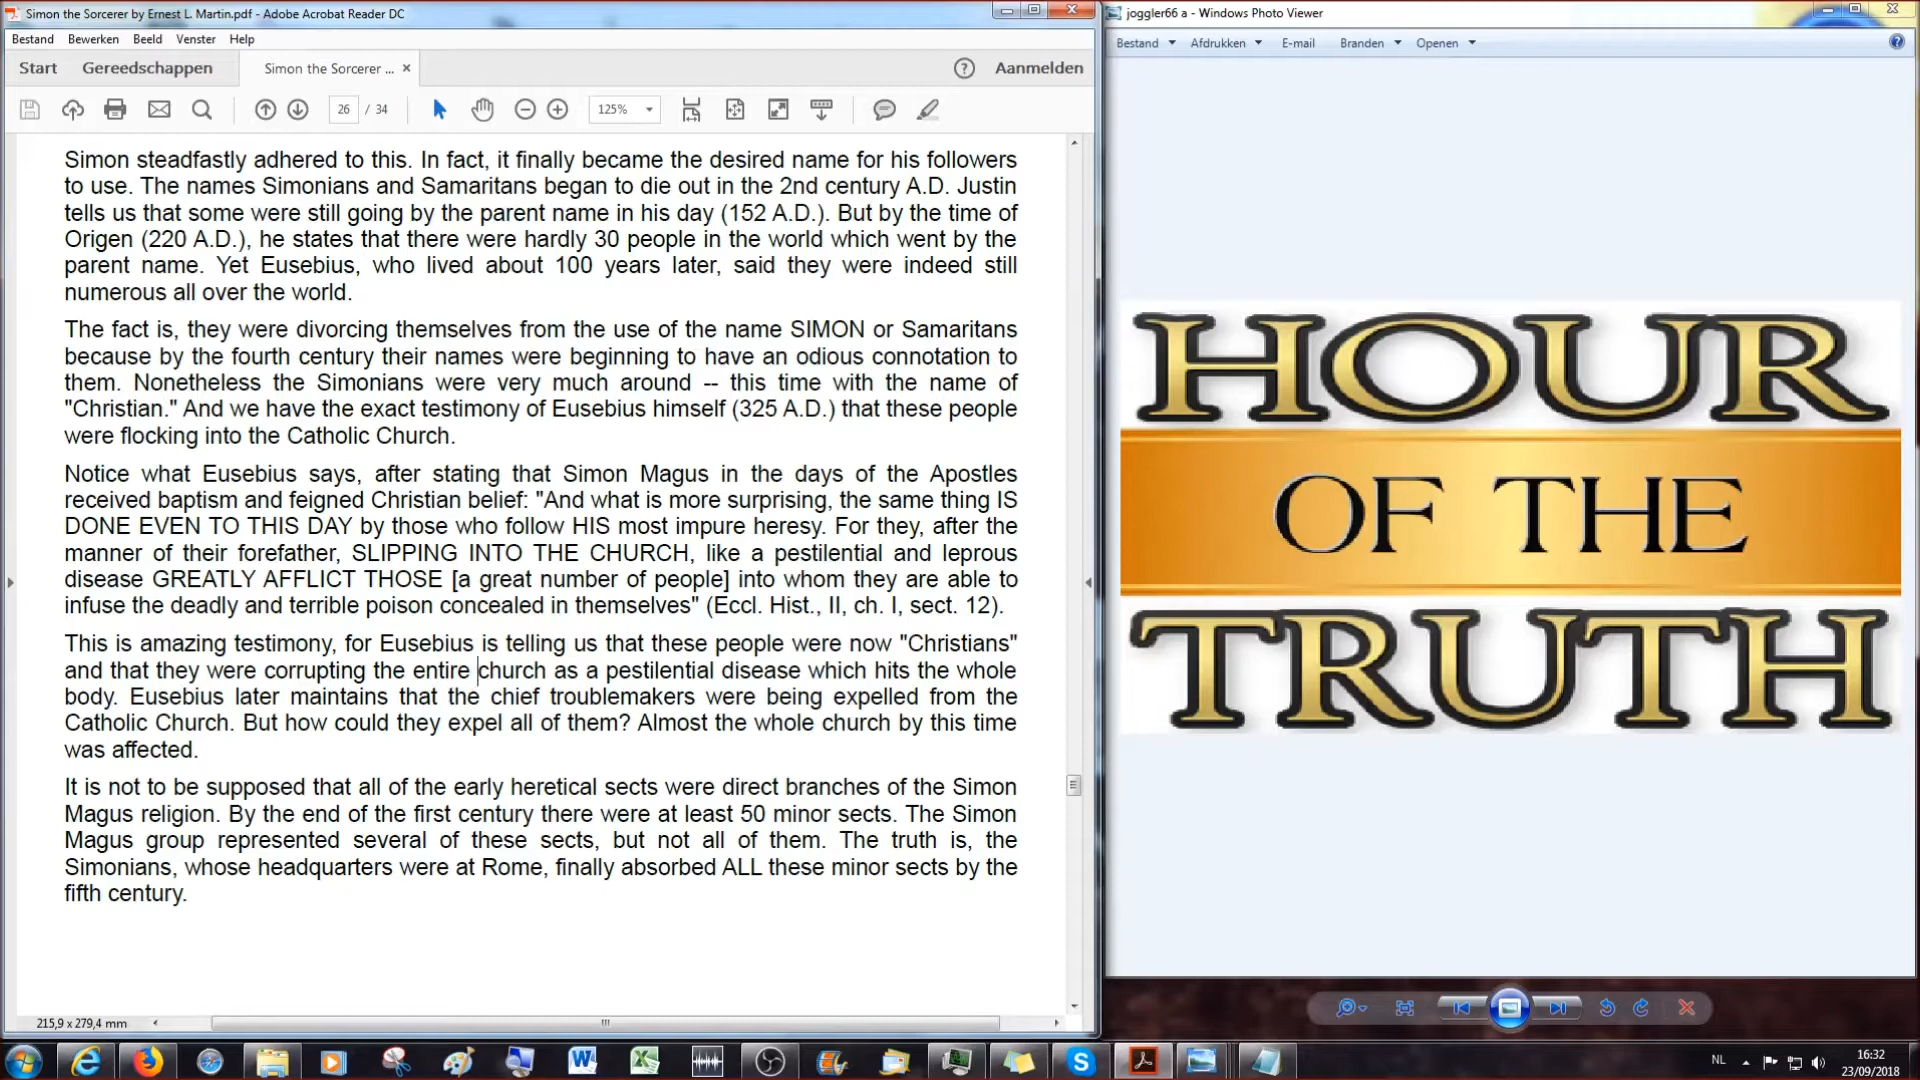 Simon the Sorcerer by Ernest L. Martin.pdf - Adobe Acrobat Reader DC
Bestand Bewerken Beeld Venster Help
Start Gereedschappen Simon the Sorcerer ... × ? Aanmelden
26 / 34 125%
Simon steadfastly adhered to this. In fact, it finally became the desired name for his followers
to use. The names Simonians and Samaritans began to die out in the 2nd century A.D. Justin
tells us that some were still going by the parent name in his day (152 A.D.). But by the time of
Origen (220 A.D.), he states that there were hardly 30 people in the world which went by the
parent name. Yet Eusebius, who lived about 100 years later, said they were indeed still
numerous all over the world.
The fact is, they were divorcing themselves from the use of the name SIMON or Samaritans
because by the fourth century their names were beginning to have an odious connotation to
them. Nonetheless the Simonians were very much around -- this time with the name of
"Christian." And we have the exact testimony of Eusebius himself (325 A.D.) that these people
were flocking into the Catholic Church.
Notice what Eusebius says, after stating that Simon Magus in the days of the Apostles
received baptism and feigned Christian belief: "And what is more surprising, the same thing IS
DONE EVEN TO THIS DAY by those who follow HIS most impure heresy. For they, after the
manner of their forefather, SLIPPING INTO THE CHURCH, like a pestilential and leprous
disease GREATLY AFFLICT THOSE [a great number of people] into whom they are able to
infuse the deadly and terrible poison concealed in themselves" (Eccl. Hist., II, ch. I, sect. 12).
This is amazing testimony, for Eusebius is telling us that these people were now "Christians"
and that they were corrupting the entire church as a pestilential disease which hits the whole
body. Eusebius later maintains that the chief troublemakers were being expelled from the
Catholic Church. But how could they expel all of them? Almost the whole church by this time
was affected.
It is not to be supposed that all of the early heretical sects were direct branches of the Simon
Magus religion. By the end of the first century there were at least 50 minor sects. The Simon
Magus group represented several of these sects, but not all of them. The truth is, the
Simonians, whose headquarters were at Rome, finally absorbed ALL these minor sects by the
fifth century.
215,9 x 279,4 mm
joggler66 a - Windows Photo Viewer
Bestand Afdrukken E-mail Branden Openen
HOUR
OF THE
TRUTH
NL 16:32
23/09/2018